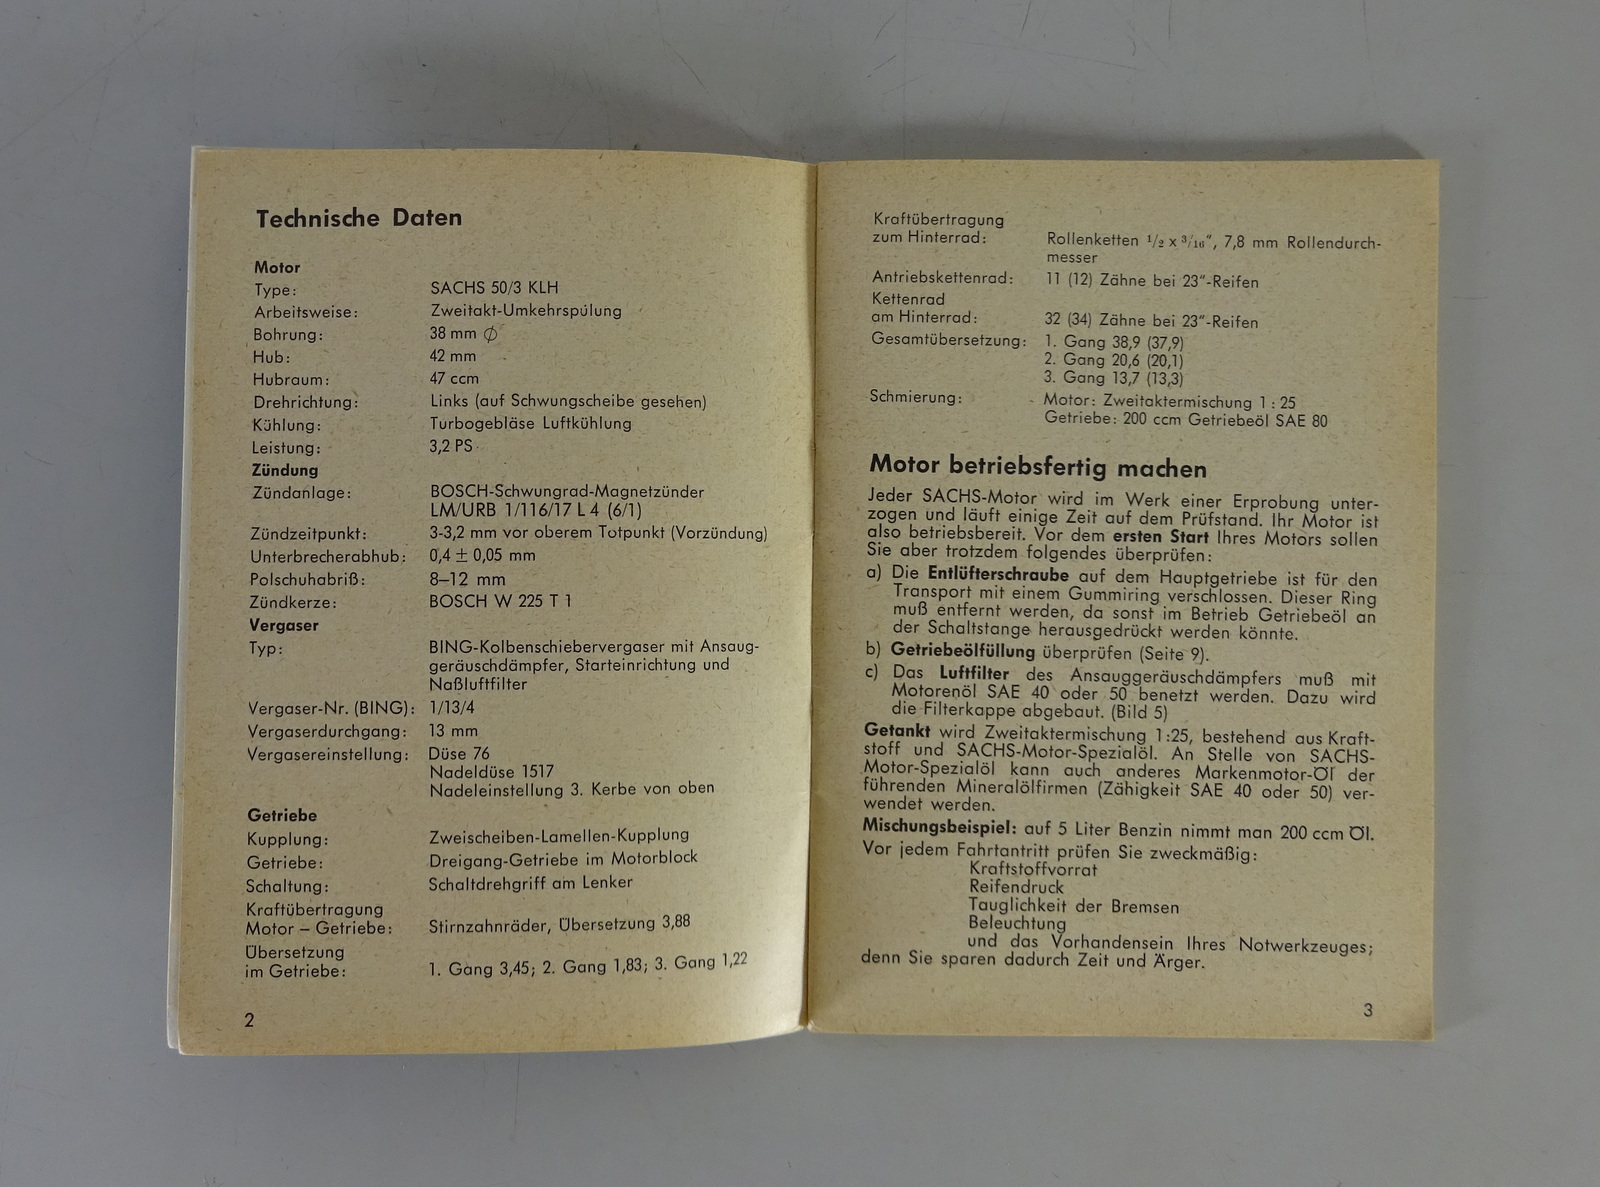 Technische Daten
Motor
Type: SACHS 50/3 KLH
Arbeitsweise: Zweitakt-Umkehrspülung
Bohrung: 38 mm ∅
Hub: 42 mm
Hubraum: 47 ccm
Drehrichtung: Links (auf Schwungscheibe gesehen)
Kühlung: Turbogebläse Luftkühlung
Leistung: 3,2 PS
Zündung
Zündanlage: BOSCH-Schwungrad-Magnetzünder
LM/URB 1/116/17 L 4 (6/1)
Zündzeitpunkt: 3-3,2 mm vor oberem Totpunkt (Vorzündung)
Unterbrecherabhub: 0,4 ± 0,05 mm
Polschuhabriß: 8–12 mm
Zündkerze: BOSCH W 225 T 1
Vergaser
Typ: BING-Kolbenschiebervergaser mit Ansaug-
geräuschdämpfer, Starteinrichtung und
Naßluftfilter
Vergaser-Nr. (BING): 1/13/4
Vergaserdurchgang: 13 mm
Vergasereinstellung: Düse 76
Nadeldüse 1517
Nadeleinstellung 3. Kerbe von oben
Getriebe
Kupplung: Zweischeiben-Lamellen-Kupplung
Getriebe: Dreigang-Getriebe im Motorblock
Schaltung: Schaltdrehgriff am Lenker
Kraftübertragung
Motor – Getriebe: Stirnzahnräder, Übersetzung 3,88
Übersetzung
im Getriebe: 1. Gang 3,45; 2. Gang 1,83; 3. Gang 1,22
2
Kraftübertragung
zum Hinterrad: Rollenketten 1/2 x 3/16", 7,8 mm Rollendurch-
messer
Antriebskettenrad: 11 (12) Zähne bei 23"-Reifen
Kettenrad
am Hinterrad: 32 (34) Zähne bei 23"-Reifen
Gesamtübersetzung: 1. Gang 38,9 (37,9)
2. Gang 20,6 (20,1)
3. Gang 13,7 (13,3)
Schmierung: Motor: Zweitaktermischung 1 : 25
Getriebe: 200 ccm Getriebeöl SAE 80
Motor betriebsfertig machen
Jeder SACHS-Motor wird im Werk einer Erprobung unter-
zogen und läuft einige Zeit auf dem Prüfstand. Ihr Motor ist
also betriebsbereit. Vor dem ersten Start Ihres Motors sollen
Sie aber trotzdem folgendes überprüfen:
a) Die Entlüfterschraube auf dem Hauptgetriebe ist für den
Transport mit einem Gummiring verschlossen. Dieser Ring
muß entfernt werden, da sonst im Betrieb Getriebeöl an
der Schaltstange herausgedrückt werden könnte.
b) Getriebeölfüllung überprüfen (Seite 9).
c) Das Luftfilter des Ansauggeräuschdämpfers muß mit
Motorenöl SAE 40 oder 50 benetzt werden. Dazu wird
die Filterkappe abgebaut. (Bild 5)
Getankt wird Zweitaktermischung 1:25, bestehend aus Kraft-
stoff und SACHS-Motor-Spezialöl. An Stelle von SACHS-
Motor-Spezialöl kann auch anderes Markenmotor-Öl der
führenden Mineralölfirmen (Zähigkeit SAE 40 oder 50) ver-
wendet werden.
Mischungsbeispiel: auf 5 Liter Benzin nimmt man 200 ccm Öl.
Vor jedem Fahrtantritt prüfen Sie zweckmäßig:
Kraftstoffvorrat
Reifendruck
Tauglichkeit der Bremsen
Beleuchtung
und das Vorhandensein Ihres Notwerkzeuges;
denn Sie sparen dadurch Zeit und Ärger.
3